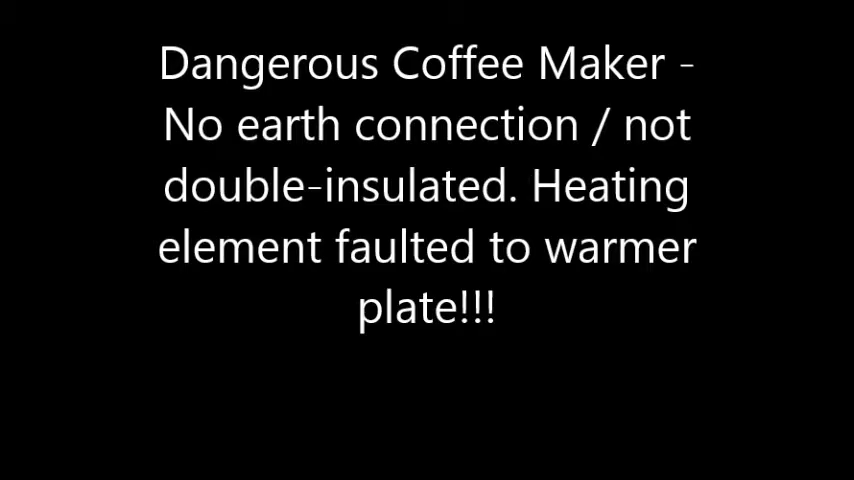 Dangerous Coffee Maker -
No earth connection / not
double-insulated. Heating
element faulted to warmer
plate!!!